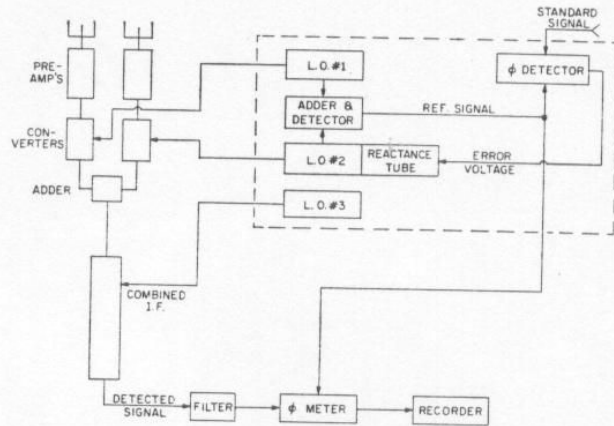 STANDARD
SIGNAL
PRE-
AMP'S
L.O.#1
φ DETECTOR
ADDER &
DETECTOR
REF. SIGNAL
CON-
VERTERS
L.O.#2
REACTANCE
TUBE
ERROR
VOLTAGE
ADDER
L.O.#3
COMBINED
I.F.
DETECTED
SIGNAL
FILTER
φ METER
RECORDER